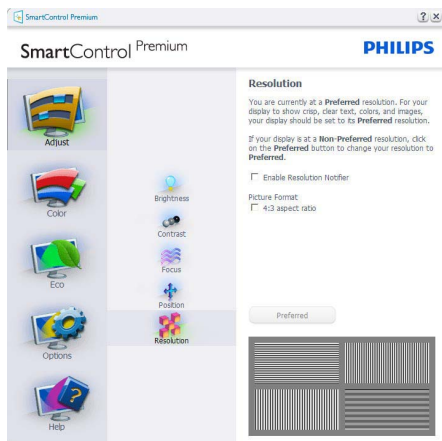 SmartControl Premium
SmartControl Premium
PHILIPS
Adjust
Color
Eco
Options
Help
Brightness
Contrast
Focus
Position
Resolution
Resolution
You are currently at a Preferred resolution. For your
display to show crisp, clear text, colors, and images,
your display should be set to its Preferred resolution.
If your display is at a Non-Preferred resolution, click
on the Preferred button to change your resolution to
Preferred.
Enable Resolution Notifier
Picture Format
4:3 aspect ratio
Preferred